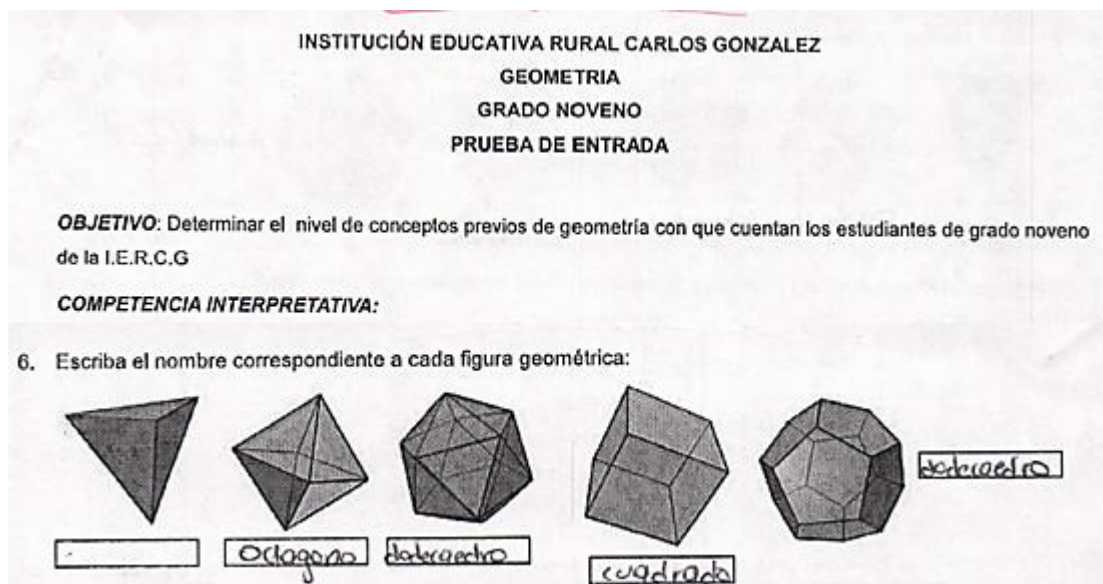 INSTITUCIÓN EDUCATIVA RURAL CARLOS GONZALEZ
GEOMETRIA
GRADO NOVENO
PRUEBA DE ENTRADA
OBJETIVO: Determinar el nivel de conceptos previos de geometría con que cuentan los estudiantes de grado noveno
de la I.E.R.C.G
COMPETENCIA INTERPRETATIVA:
6. Escriba el nombre correspondiente a cada figura geométrica:
dodecaedro
Octagono dodecaedro
cuadrado